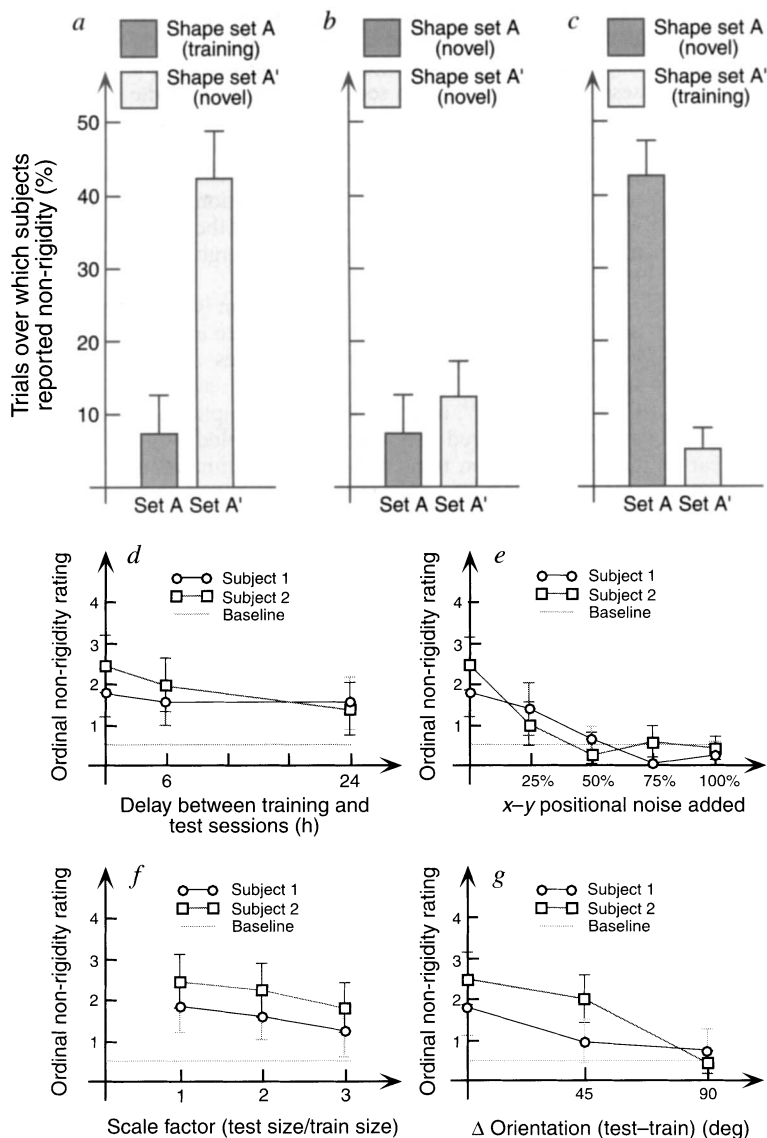 a
Shape set A
(training)
Shape set A'
(novel)
b
Shape set A
(novel)
Shape set A'
(novel)
c
Shape set A
(novel)
Shape set A'
(training)
Trials over which subjects
reported non-rigidity (%)
50
40
30
20
10
Set A Set A'
Set A Set A'
Set A Set A'
d
Subject 1
Subject 2
Baseline
Ordinal non-rigidity rating
4
3
2
1
6
24
Delay between training and
test sessions (h)
e
Subject 1
Subject 2
Baseline
Ordinal non-rigidity rating
4
3
2
1
25% 50% 75% 100%
x–y positional noise added
f
Subject 1
Subject 2
Baseline
Ordinal non-rigidity rating
4
3
2
1
1 2 3
Scale factor (test size/train size)
g
Subject 1
Subject 2
Baseline
Ordinal non-rigidity rating
4
3
2
1
45 90
Δ Orientation (test–train) (deg)